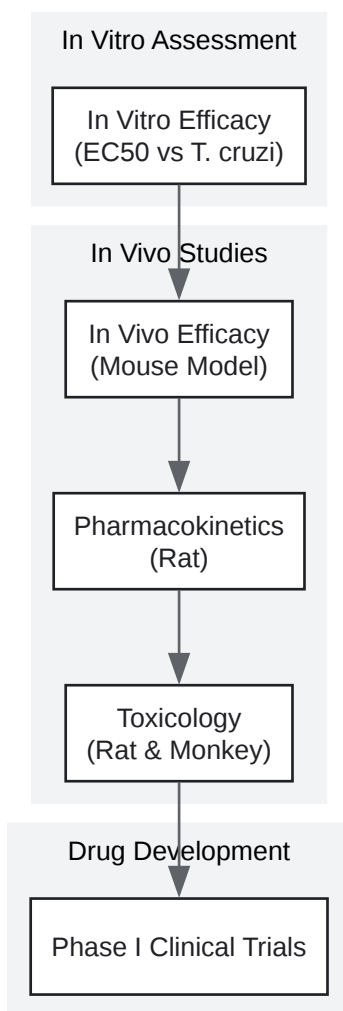 In Vitro Assessment
In Vitro Efficacy
(EC50 vs T. cruzi)
In Vivo Studies
In Vivo Efficacy
(Mouse Model)
Pharmacokinetics
(Rat)
Toxicology
(Rat & Monkey)
Drug Development
Phase I Clinical Trials